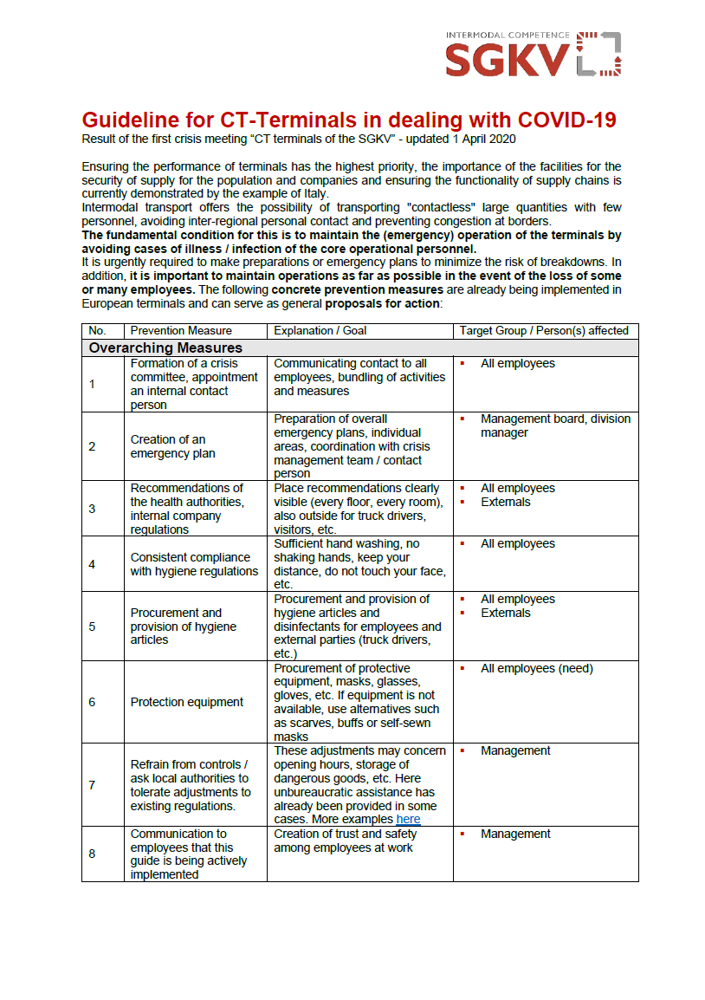 INTERMODAL COMPETENCE
SGKV
Guideline for CT-Terminals in dealing with COVID-19
Result of the first crisis meeting “CT terminals of the SGKV” - updated 1 April 2020
Ensuring the performance of terminals has the highest priority, the importance of the facilities for the
security of supply for the population and companies and ensuring the functionality of supply chains is
currently demonstrated by the example of Italy.
Intermodal transport offers the possibility of transporting "contactless" large quantities with few
personnel, avoiding inter-regional personal contact and preventing congestion at borders.
The fundamental condition for this is to maintain the (emergency) operation of the terminals by
avoiding cases of illness / infection of the core operational personnel.
It is urgently required to make preparations or emergency plans to minimize the risk of breakdowns. In
addition, it is important to maintain operations as far as possible in the event of the loss of some
or many employees. The following concrete prevention measures are already being implemented in
European terminals and can serve as general proposals for action:
No. Prevention Measure Explanation / Goal Target Group / Person(s) affected
Overarching Measures
1
Formation of a crisis
committee, appointment
an internal contact
person
Communicating contact to all
employees, bundling of activities
and measures
▪ All employees
2
Creation of an
emergency plan
Preparation of overall
emergency plans, individual
areas, coordination with crisis
management team / contact
person
▪ Management board, division
manager
3
Recommendations of
the health authorities,
internal company
regulations
Place recommendations clearly
visible (every floor, every room),
also outside for truck drivers,
visitors, etc.
▪ All employees
▪ Externals
4
Consistent compliance
with hygiene regulations
Sufficient hand washing, no
shaking hands, keep your
distance, do not touch your face,
etc.
▪ All employees
5
Procurement and
provision of hygiene
articles
Procurement and provision of
hygiene articles and
disinfectants for employees and
external parties (truck drivers,
etc.)
▪ All employees
▪ Externals
6
Protection equipment
Procurement of protective
equipment, masks, glasses,
gloves, etc. If equipment is not
available, use alternatives such
as scarves, buffs or self-sewn
masks
▪ All employees (need)
7
Refrain from controls /
ask local authorities to
tolerate adjustments to
existing regulations.
These adjustments may concern
opening hours, storage of
dangerous goods, etc. Here
unbureaucratic assistance has
already been provided in some
cases. More examples here
▪ Management
8
Communication to
employees that this
guide is being actively
implemented
Creation of trust and safety
among employees at work
▪ Management